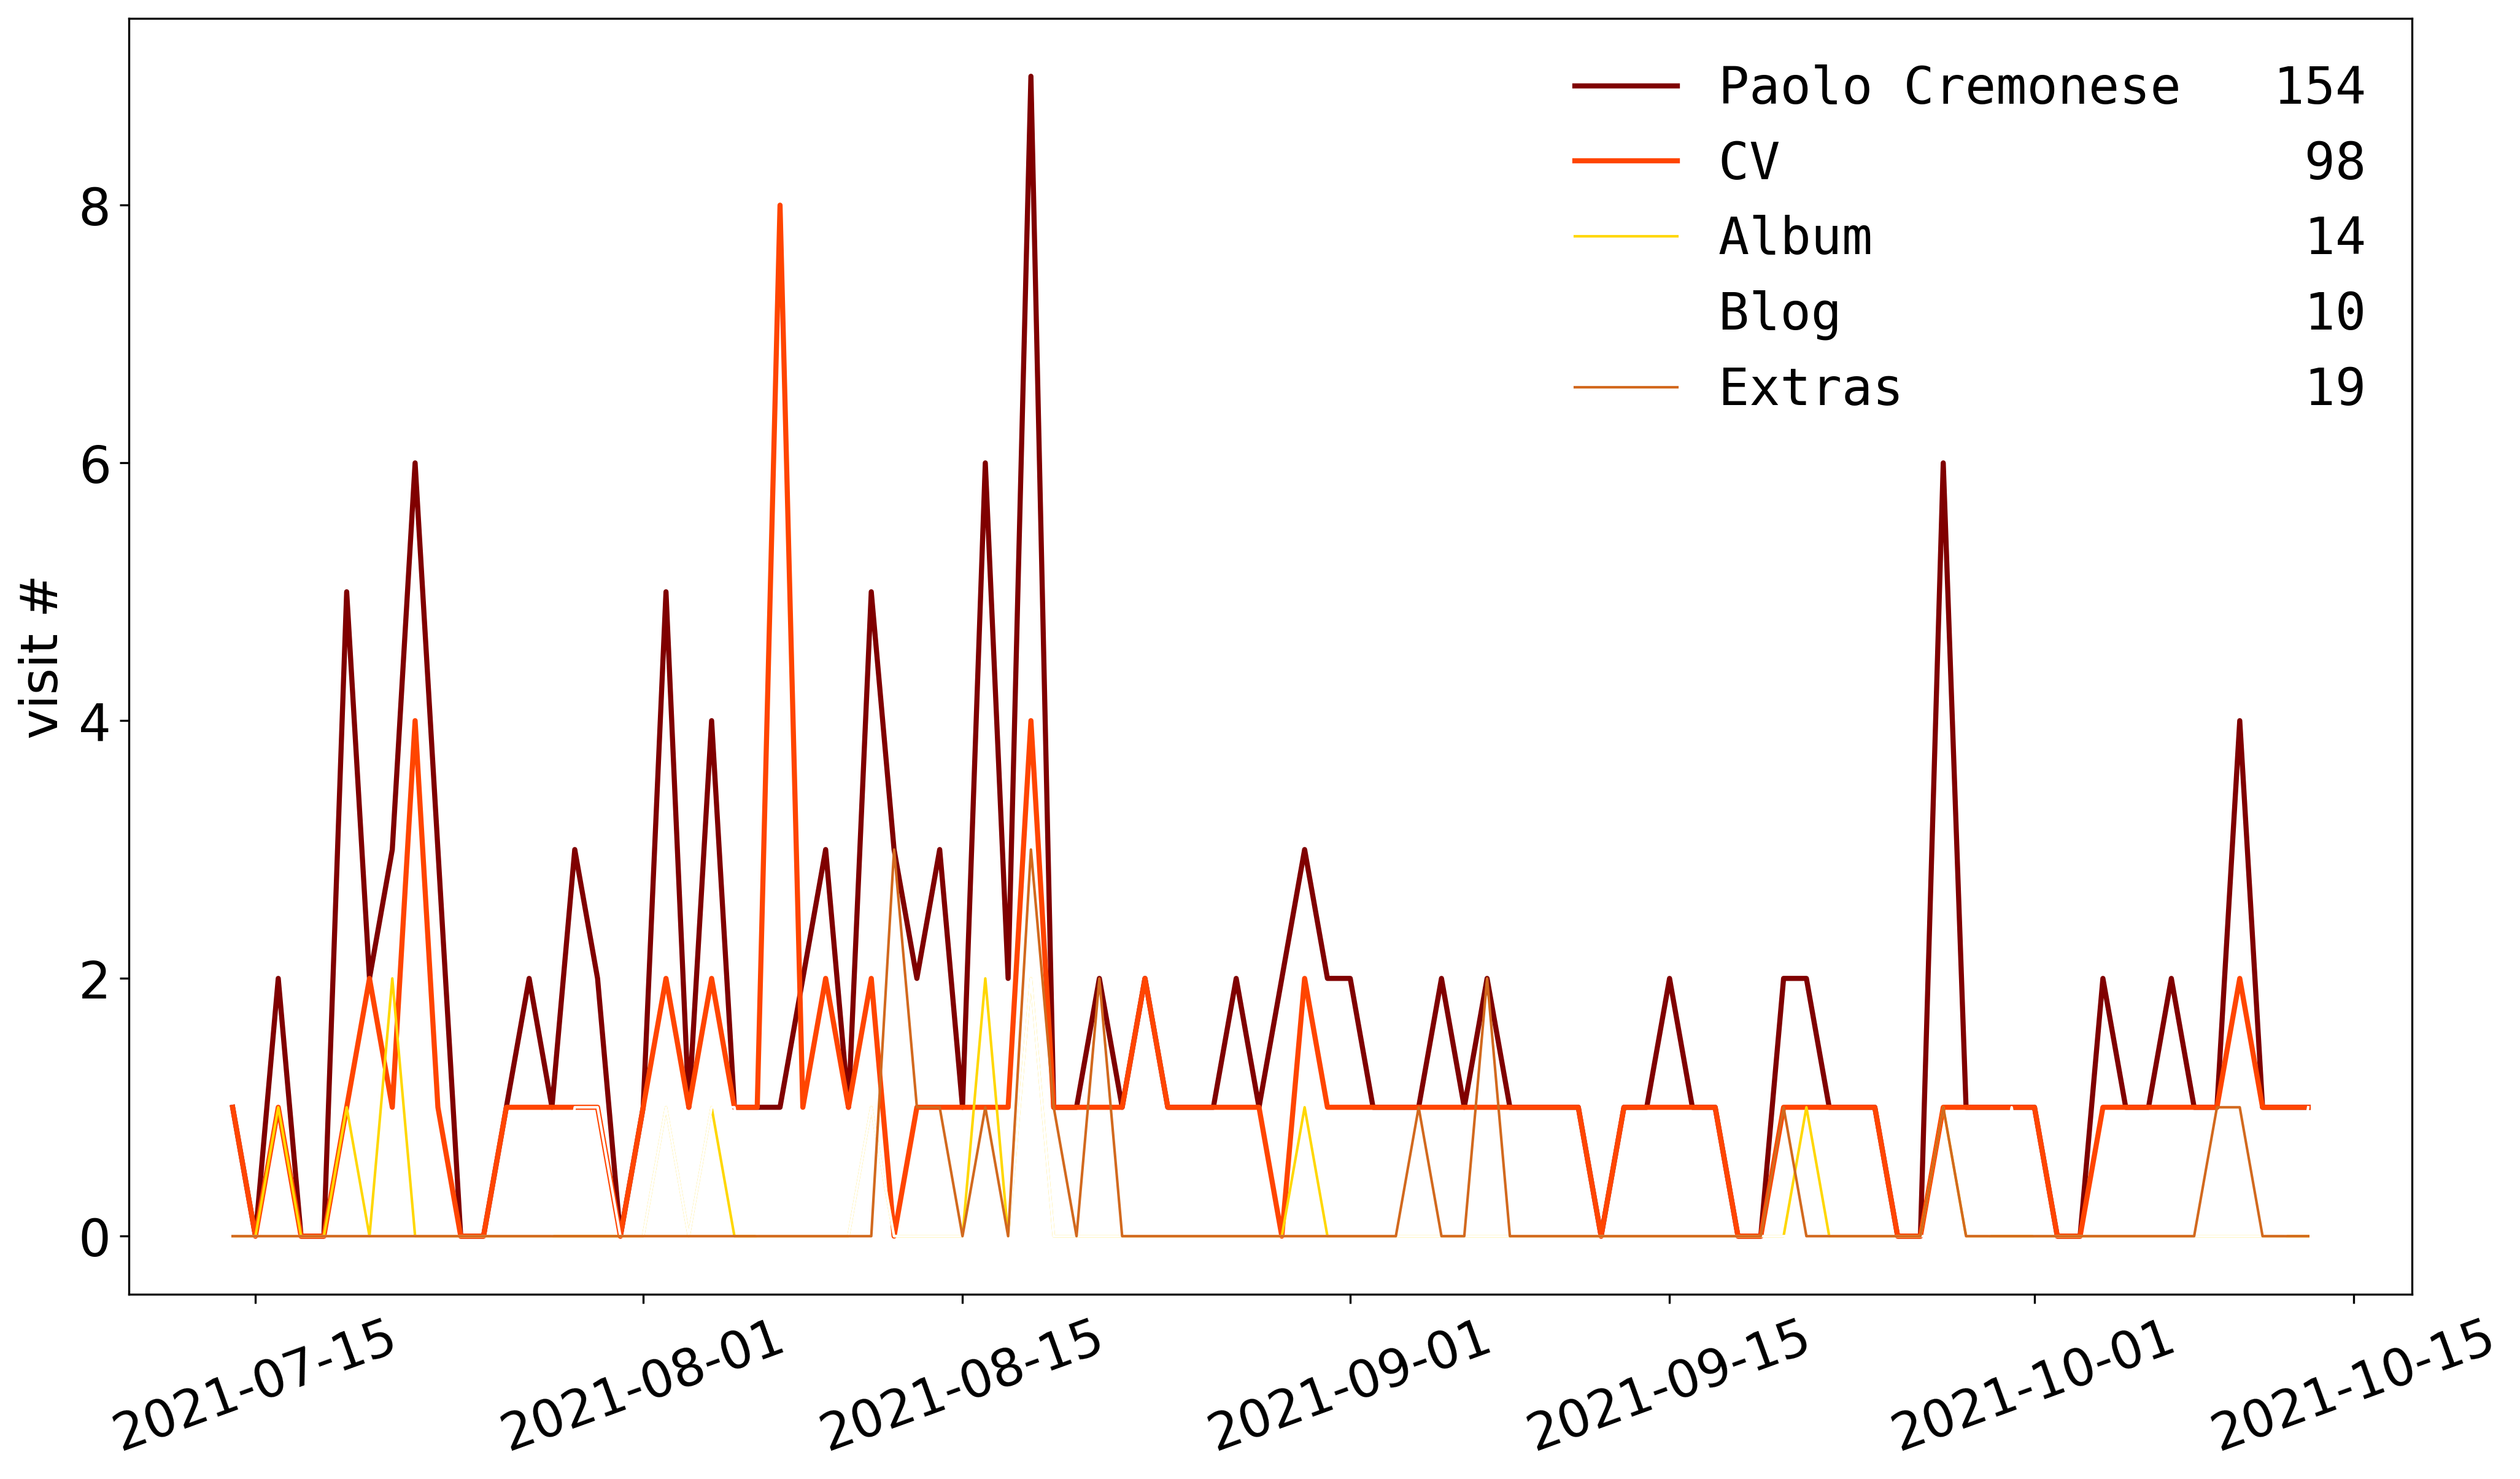 Paolo Cremonese 154
CV 98
Album 14
Blog 10
Extras 19
visit #
8
6
4
2
0
2021-07-15
2021-08-01
2021-08-15
2021-09-01
2021-09-15
2021-10-01
2021-10-15